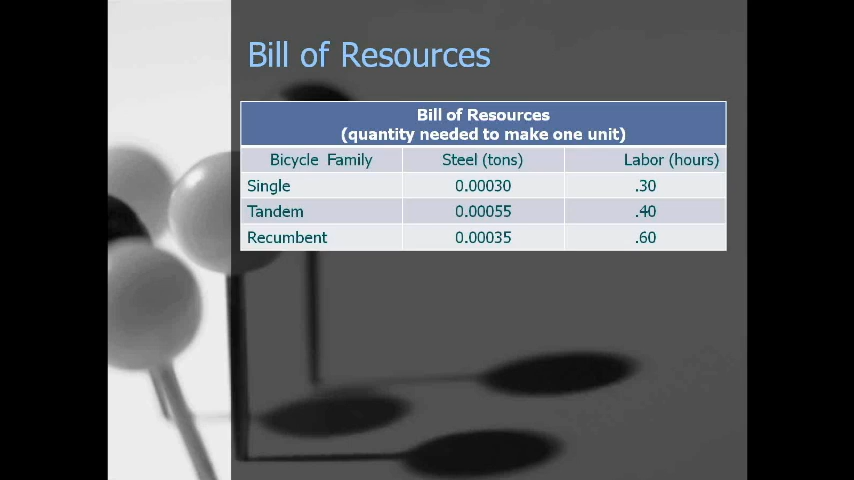 Bill of Resources
Bill of Resources
(quantity needed to make one unit)
Bicycle Family Steel (tons) Labor (hours)
Single 0.00030 .30
Tandem 0.00055 .40
Recumbent 0.00035 .60